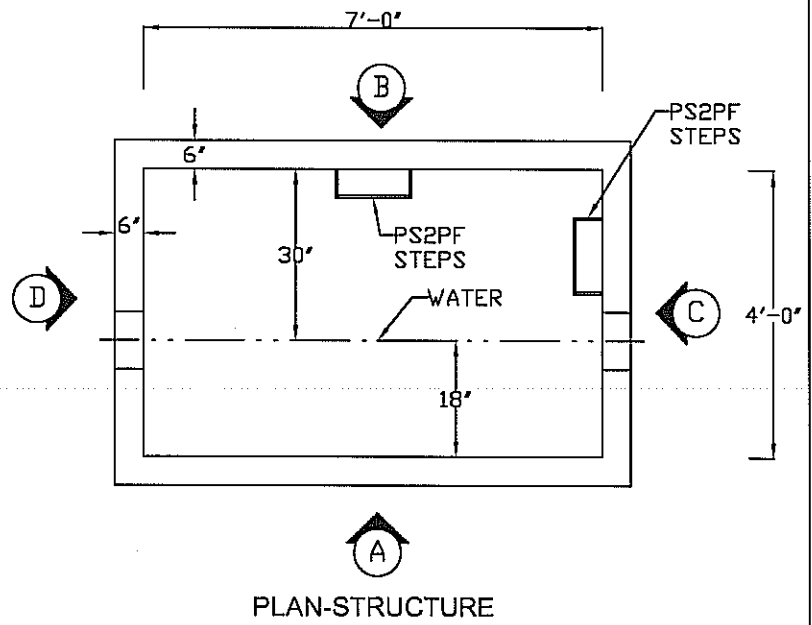 7'-0"
B
PS2PF
STEPS
6"
6"
PS2PF
STEPS
30"
D
WATER
C
4'-0"
18"
A
PLAN-STRUCTURE